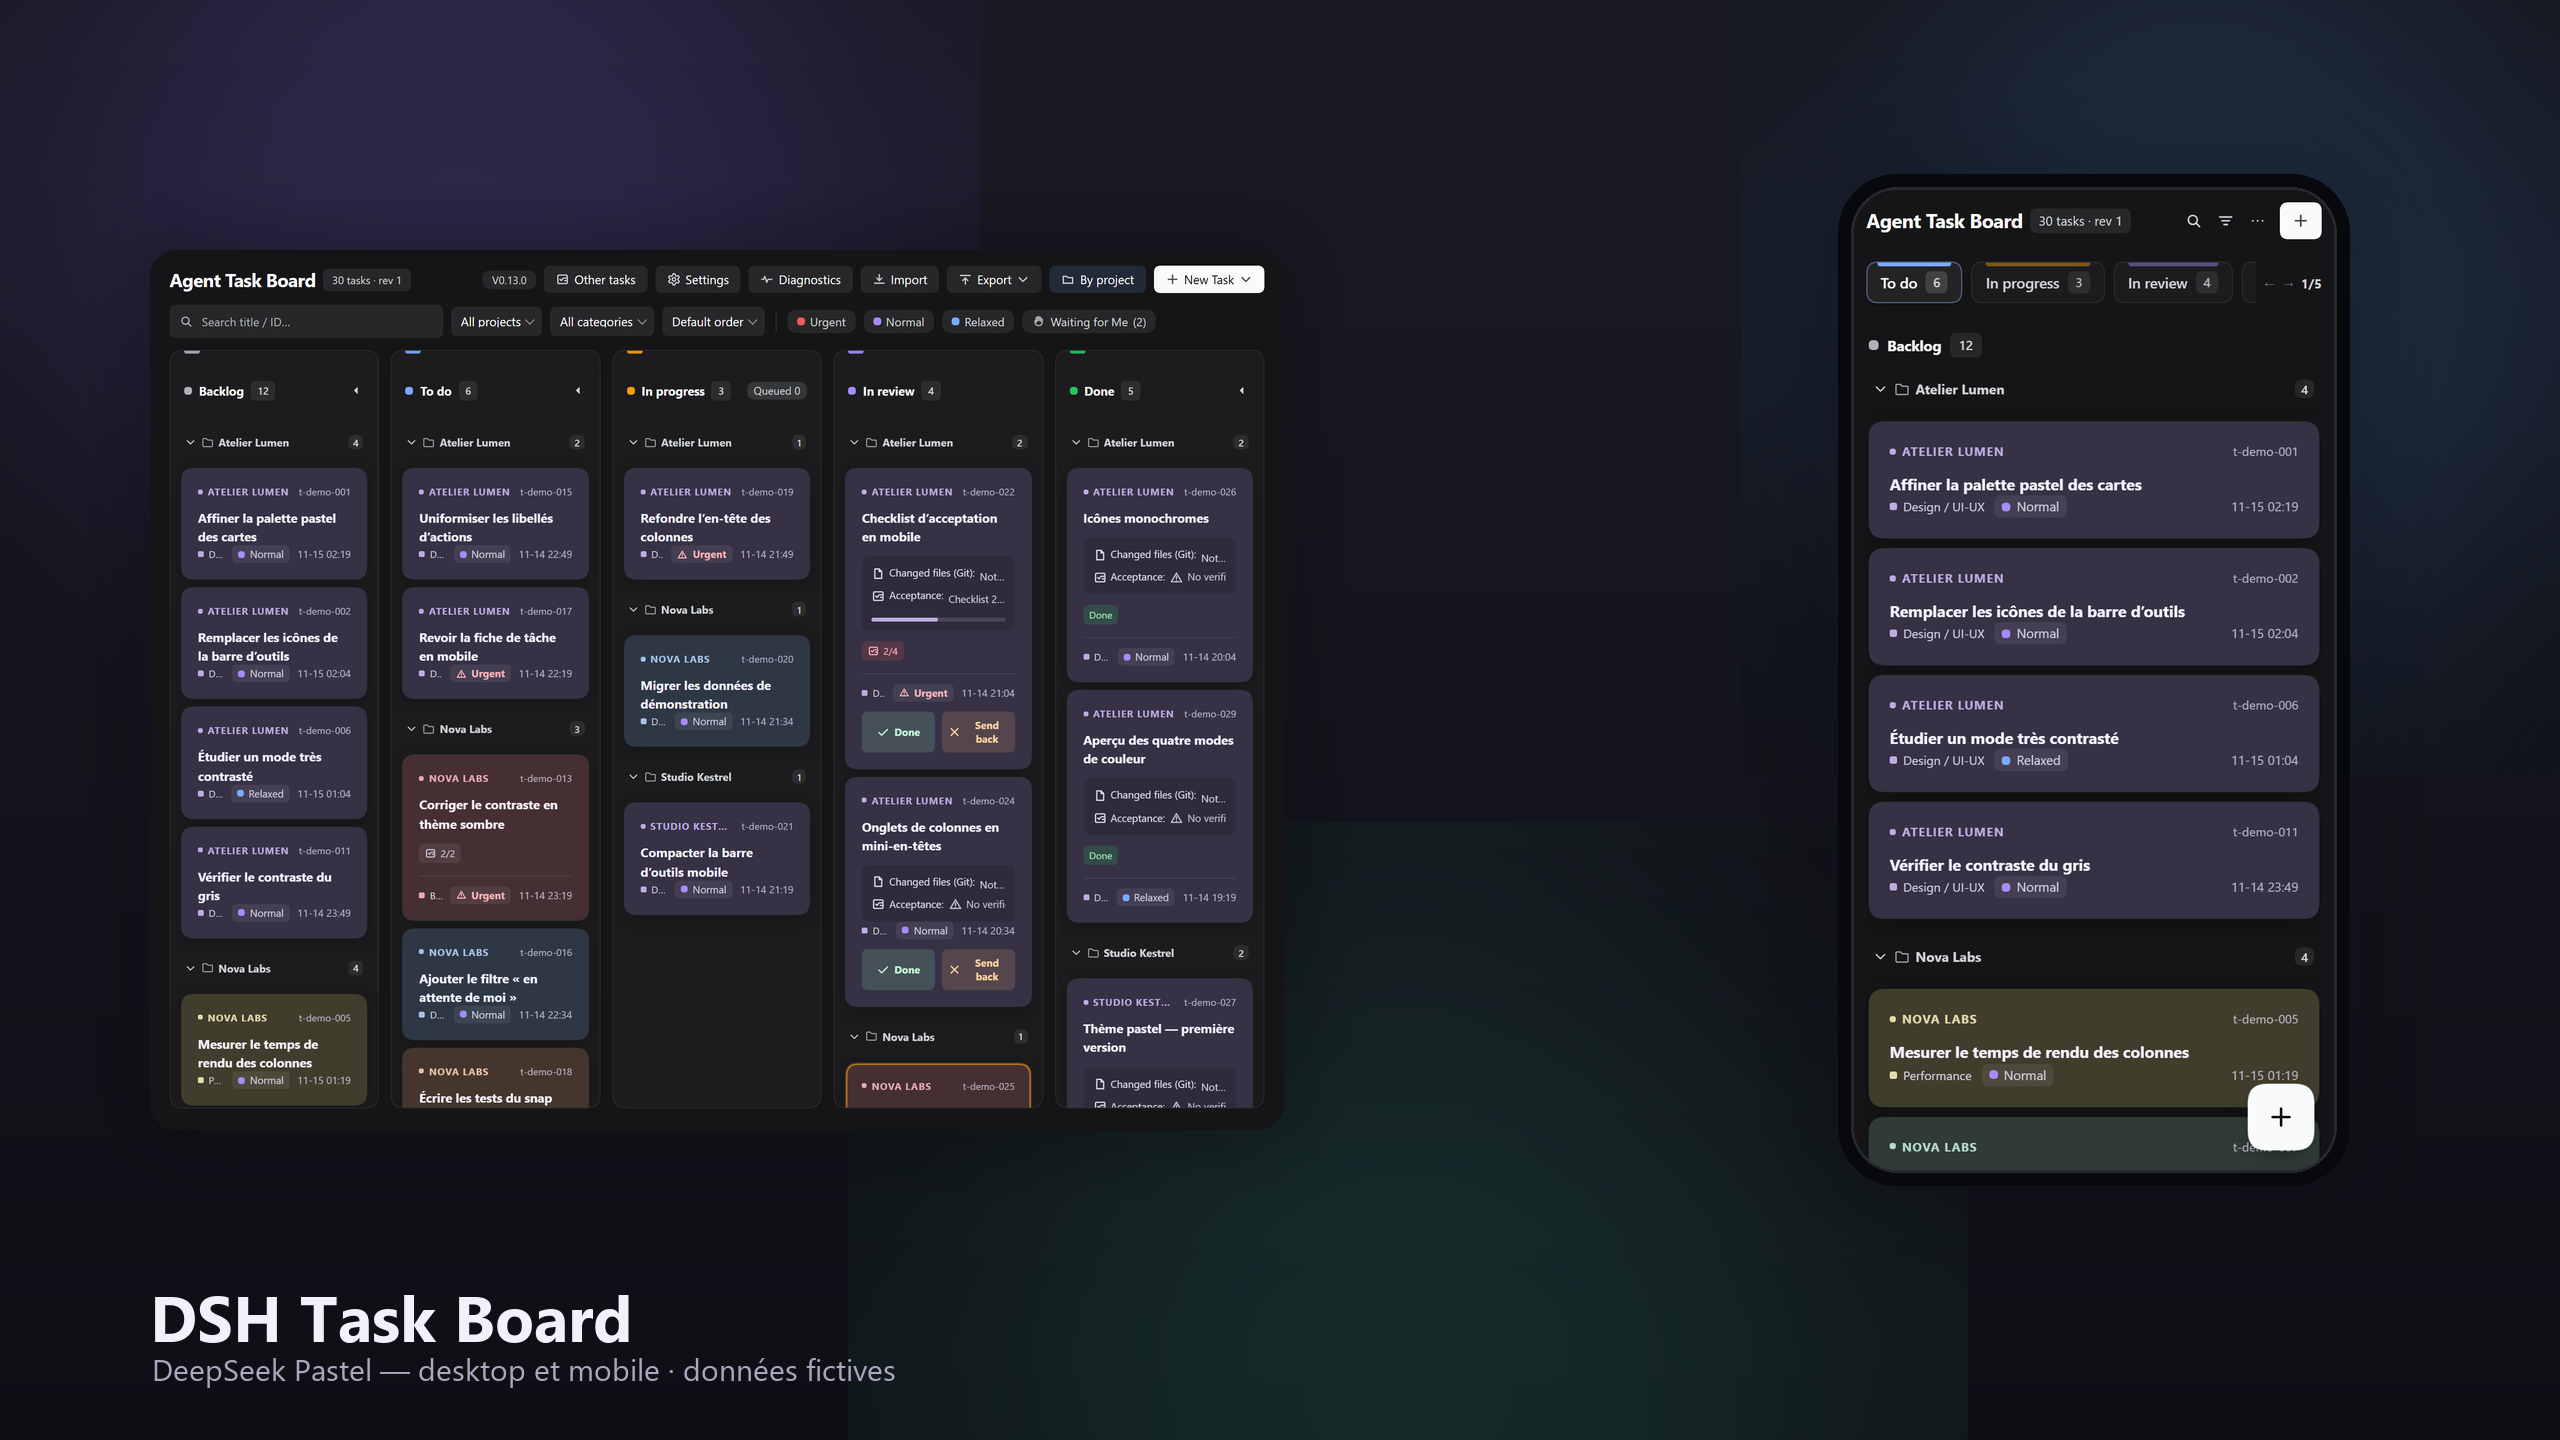 Agent Task Board
30 tasks · rev 1
V0.13.0
Other tasks
Settings
Diagnostics
Import
Export
By project
New Task
Search title / ID...
All projects
All categories
Default order
Urgent
Normal
Relaxed
Waiting for Me (2)
Backlog 12
Atelier Lumen 4
ATELIER LUMEN t-demo-001
Affiner la palette pastel
des cartes
D... Normal 11-15 02:19
ATELIER LUMEN t-demo-002
Remplacer les icônes de
la barre d’outils
D... Normal 11-15 02:04
ATELIER LUMEN t-demo-006
Étudier un mode très
contrasté
D... Relaxed 11-15 01:04
ATELIER LUMEN t-demo-011
Vérifier le contraste du
gris
D... Normal 11-14 23:49
Nova Labs 4
NOVA LABS t-demo-005
Mesurer le temps de
rendu des colonnes
P... Normal 11-15 01:19
To do 6
Atelier Lumen 2
ATELIER LUMEN t-demo-015
Uniformiser les libellés
d’actions
D... Normal 11-14 22:49
ATELIER LUMEN t-demo-017
Revoir la fiche de tâche
en mobile
D.. Urgent 11-14 22:19
Nova Labs 3
NOVA LABS t-demo-013
Corriger le contraste en
thème sombre
2/2
B... Urgent 11-14 23:19
NOVA LABS t-demo-016
Ajouter le filtre « en
attente de moi »
D... Normal 11-14 22:34
NOVA LABS t-demo-018
Écrire les tests du snap
In progress 3 Queued 0
Atelier Lumen 1
ATELIER LUMEN t-demo-019
Refondre l’en-tête des
colonnes
D.. Urgent 11-14 21:49
Nova Labs 1
NOVA LABS t-demo-020
Migrer les données de
démonstration
D... Normal 11-14 21:34
Studio Kestrel 1
STUDIO KEST... t-demo-021
Compacter la barre
d’outils mobile
D... Normal 11-14 21:19
In review 4
Atelier Lumen 2
ATELIER LUMEN t-demo-022
Checklist d’acceptation
en mobile
Changed files (Git): Not...
Acceptance: Checklist 2...
2/4
D.. Urgent 11-14 21:04
Done
Send
back
ATELIER LUMEN t-demo-024
Onglets de colonnes en
mini-en-têtes
Changed files (Git): Not...
Acceptance: No verifi
D... Normal 11-14 20:34
Done
Send
back
Nova Labs 1
NOVA LABS t-demo-025
Done 5
Atelier Lumen 2
ATELIER LUMEN t-demo-026
Icônes monochromes
Changed files (Git): Not...
Acceptance: No verifi
Done
D... Normal 11-14 20:04
ATELIER LUMEN t-demo-029
Aperçu des quatre modes
de couleur
Changed files (Git): Not...
Acceptance: No verifi
Done
D... Relaxed 11-14 19:19
Studio Kestrel 2
STUDIO KEST... t-demo-027
Thème pastel — première
version
Changed files (Git): Not...
Acceptance: No verifi
Agent Task Board 30 tasks · rev 1
To do 6
In progress 3
In review 4
← → 1/5
Backlog 12
Atelier Lumen 4
ATELIER LUMEN t-demo-001
Affiner la palette pastel des cartes
Design / UI-UX Normal 11-15 02:19
ATELIER LUMEN t-demo-002
Remplacer les icônes de la barre d’outils
Design / UI-UX Normal 11-15 02:04
ATELIER LUMEN t-demo-006
Étudier un mode très contrasté
Design / UI-UX Relaxed 11-15 01:04
ATELIER LUMEN t-demo-011
Vérifier le contraste du gris
Design / UI-UX Normal 11-14 23:49
Nova Labs 4
NOVA LABS t-demo-005
Mesurer le temps de rendu des colonnes
Performance Normal 11-15 01:19
NOVA LABS
DSH Task Board
DeepSeek Pastel — desktop et mobile · données fictives